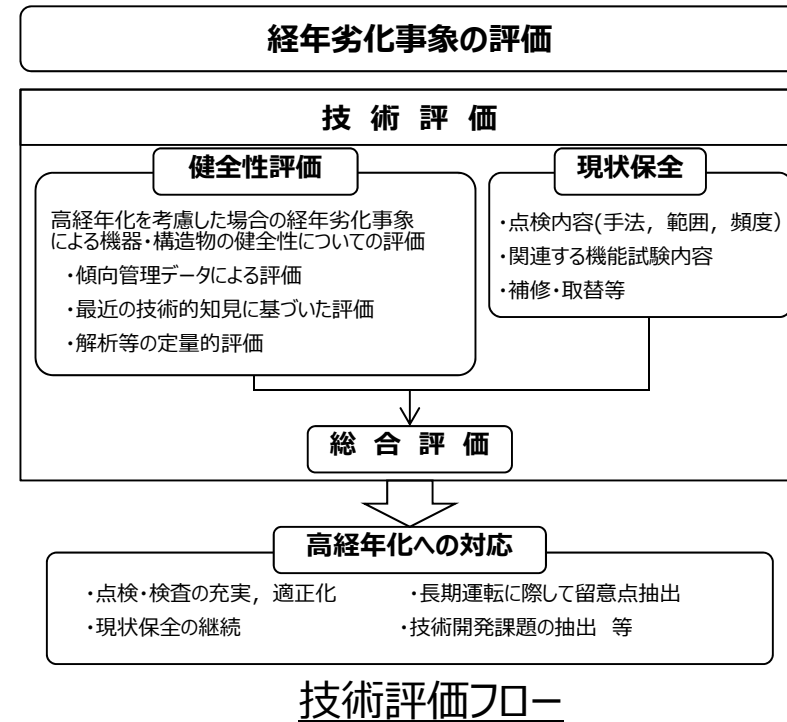 経年劣化事象の評価
技 術 評 価
健全性評価
高経年化を考慮した場合の経年劣化事象
による機器・構造物の健全性についての評価
・傾向管理データによる評価
・最近の技術的知見に基づいた評価
・解析等の定量的評価
現状保全
・点検内容(手法，範囲，頻度)
・関連する機能試験内容
・補修・取替等
総 合 評 価
高経年化への対応
・点検・検査の充実，適正化
・長期運転に際して留意点抽出
・現状保全の継続
・技術開発課題の抽出 等
技術評価フロー